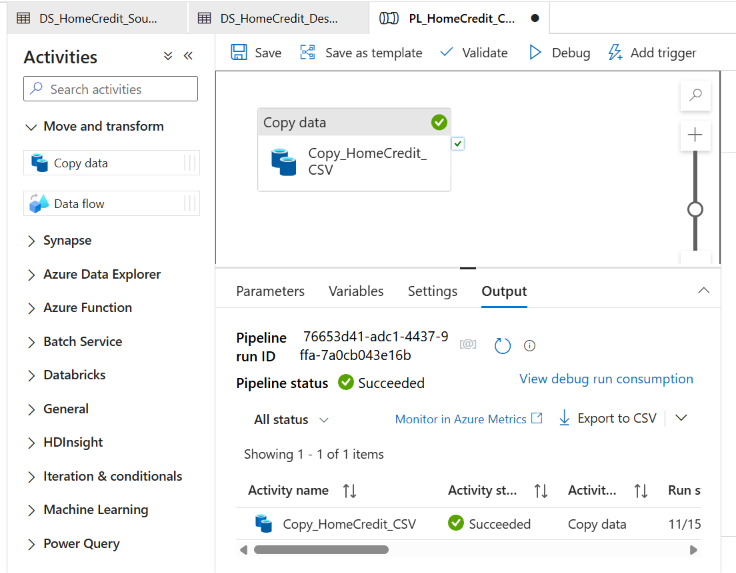 DS_HomeCredit_Sou...
DS_HomeCredit_Des...
PL_HomeCredit_C...
Activities
Search activities
Move and transform
Copy data
Data flow
Synapse
Azure Data Explorer
Azure Function
Batch Service
Databricks
General
HDInsight
Iteration & conditionals
Machine Learning
Power Query
Save
Save as template
Validate
Debug
Add trigger
Copy data
Copy_HomeCredit_
CSV
Parameters
Variables
Settings
Output
Pipeline
run ID
76653d41-adc1-4437-9
ffa-7a0cb043e16b
Pipeline status
Succeeded
View debug run consumption
All status
Monitor in Azure Metrics
Export to CSV
Showing 1 - 1 of 1 items
Activity name
Activity st...
Activit...
Run s
Copy_HomeCredit_CSV
Succeeded
Copy data
11/15